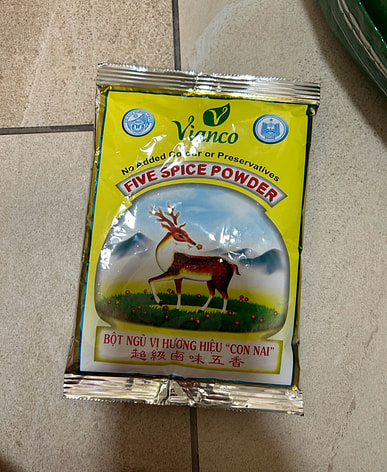 Vianco
No Added Colour or Preservatives
FIVE SPICE POWDER
BỘT NGŨ VỊ HƯƠNG HIỆU "CON NAI"
超級鹵味五香